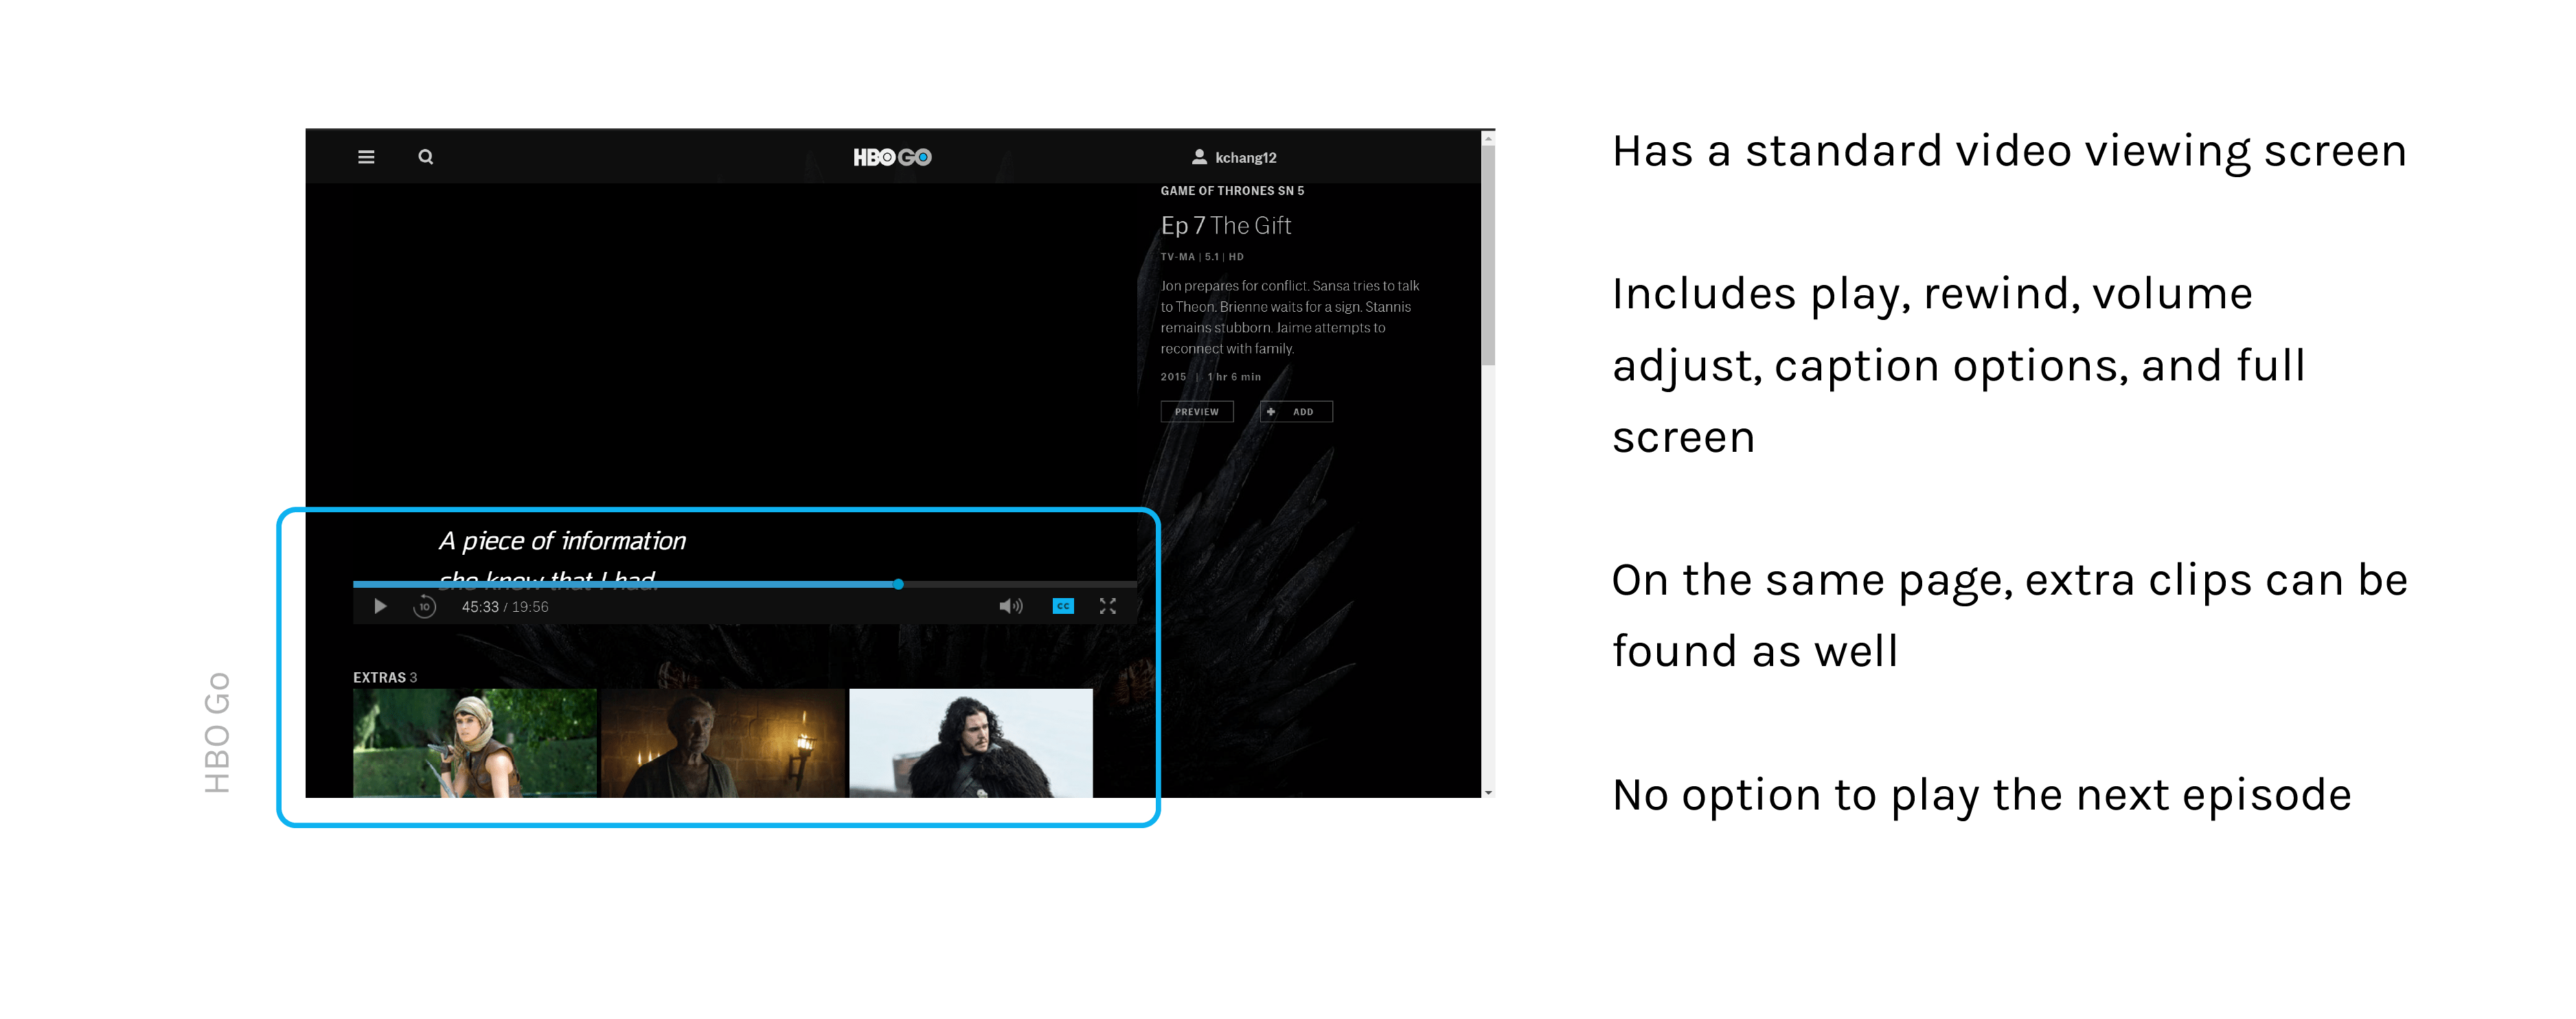 HBO GO
kchang12
GAME OF THRONES SN 5
Ep 7 The Gift
TV-MA | 5.1 | HD
Jon prepares for conflict. Sansa tries to talk
to Theon. Brienne waits for a sign. Stannis
remains stubborn. Jaime attempts to
reconnect with family.
2015 | 1 hr 6 min
PREVIEW
ADD
A piece of information
she knew that I had.
10
45:33 / 19:56
CC
EXTRAS 3
HBO Go
Has a standard video viewing screen
Includes play, rewind, volume
adjust, caption options, and full
screen
On the same page, extra clips can be
found as well
No option to play the next episode